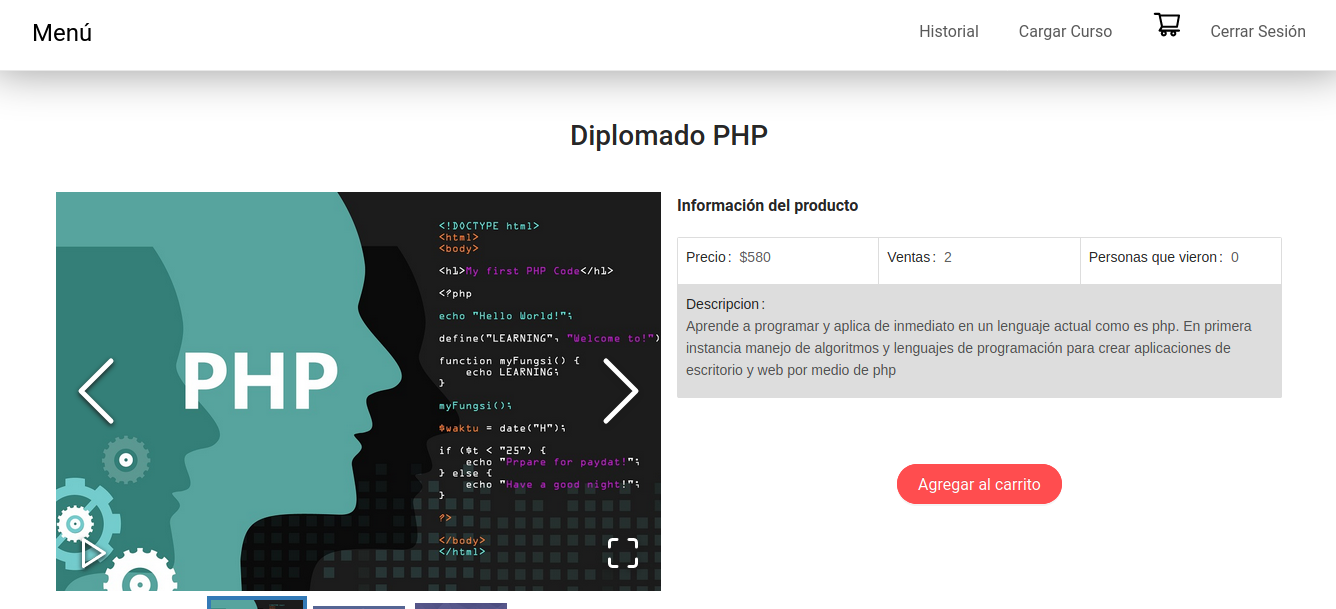 Menú
Historial
Cargar Curso
Cerrar Sesión
Diplomado PHP
PHP
<!DOCTYPE html>
<html>
<body>
<h1>My first PHP Code</h1>
<?php
echo "Hello World!";
define("LEARNING", "Welcome to!")
function myFungsi() {
echo LEARNING;
}
myFungsi();
$waktu = date("H");
if ($t < "25") {
echo "Prpare for paydat!";
} else {
echo "Have a good night!";
}
?>
</body>
</html>
Información del producto
Precio: $580
Ventas: 2
Personas que vieron: 0
Descripcion:
Aprende a programar y aplica de inmediato en un lenguaje actual como es php. En primera
instancia manejo de algoritmos y lenguajes de programación para crear aplicaciones de
escritorio y web por medio de php
Agregar al carrito